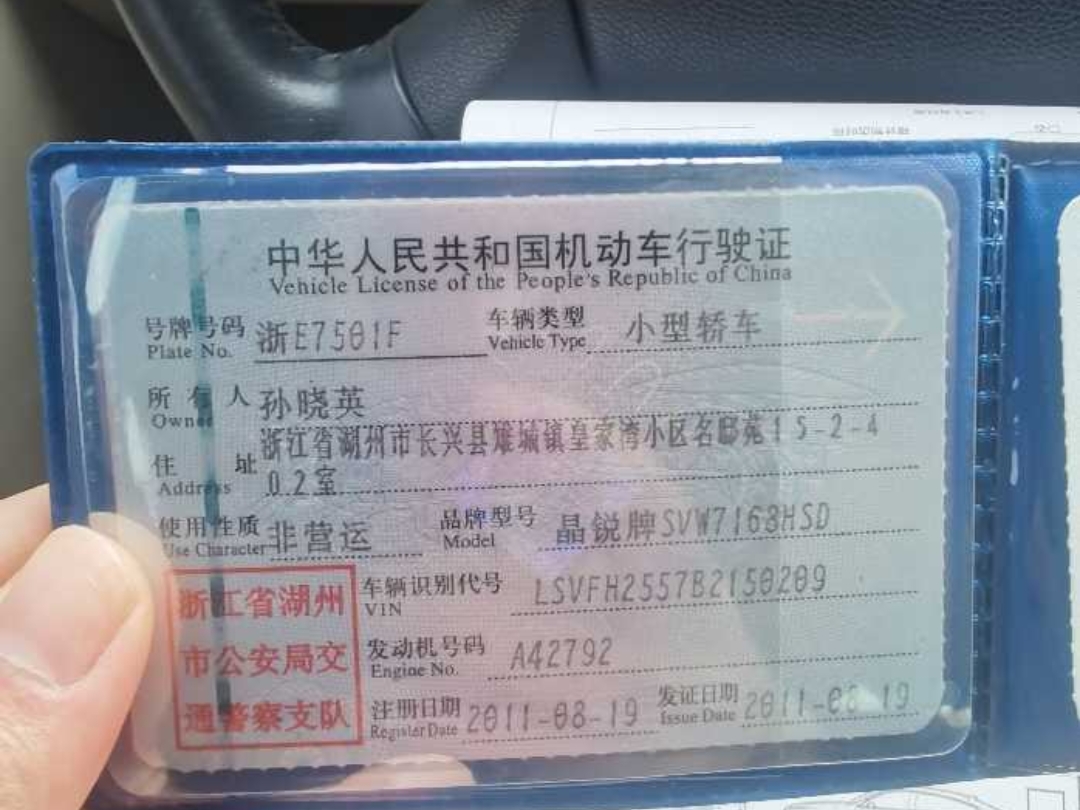 中华人民共和国机动车行驶证
Vehicle License of the People's Republic of China
号牌号码 浙E7501F 车辆类型 小型轿车
Plate No. Vehicle Type
所有人 孙晓英
Owner
浙江省湖州市长兴县雉城镇皇家湾小区名邸苑15-2-4
住址 02室
Address
使用性质 非营运 品牌型号 晶锐牌SVW7168HSD
Use Character Model
浙江省湖州
市公安局交
通警察支队
车辆识别代号 LSVFH2557B2150209
VIN
发动机号码 A42792
Engine No.
注册日期 2011-08-19 发证日期 2011-08-19
Register Date Issue Date